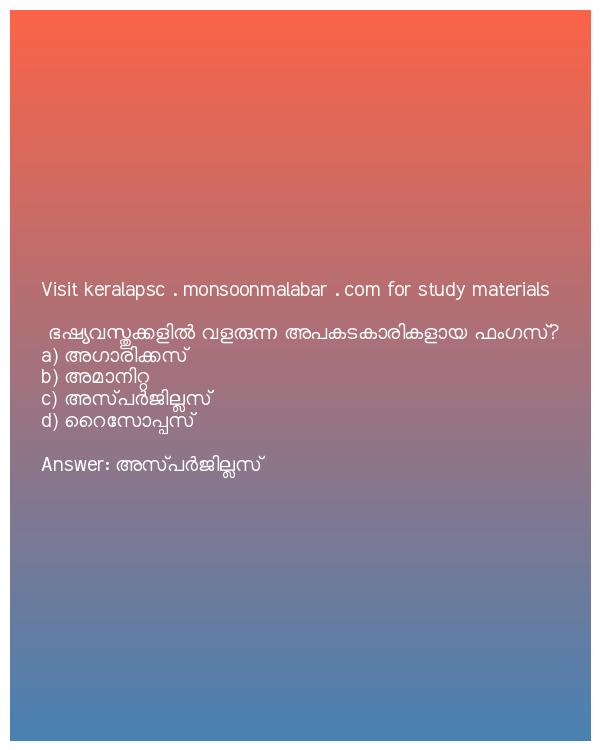 Visit keralapsc . monsoonmalabar . com for study materials
ഭഷ്യവസ്തുക്കളിൽ വളരുന്ന അപകടകാരികളായ ഫംഗസ്?
a) അഗാരിക്കസ്
b) അമാനിറ്റ
c) അസ്പർജില്ലസ്
d) റൈസോപ്പസ്
Answer: അസ്പർജില്ലസ്